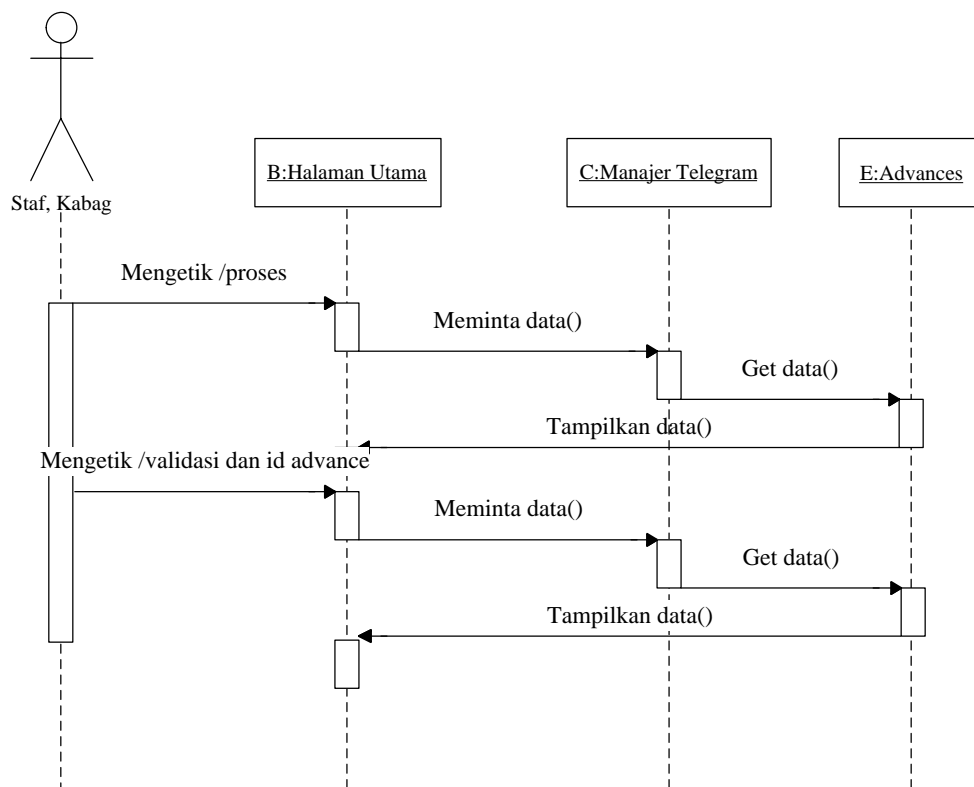 B:Halaman Utama
C:Manajer Telegram
E:Advances
Staf, Kabag
Mengetik /proses
Meminta data()
Get data()
Tampilkan data()
Mengetik /validasi dan id advance
Meminta data()
Get data()
Tampilkan data()